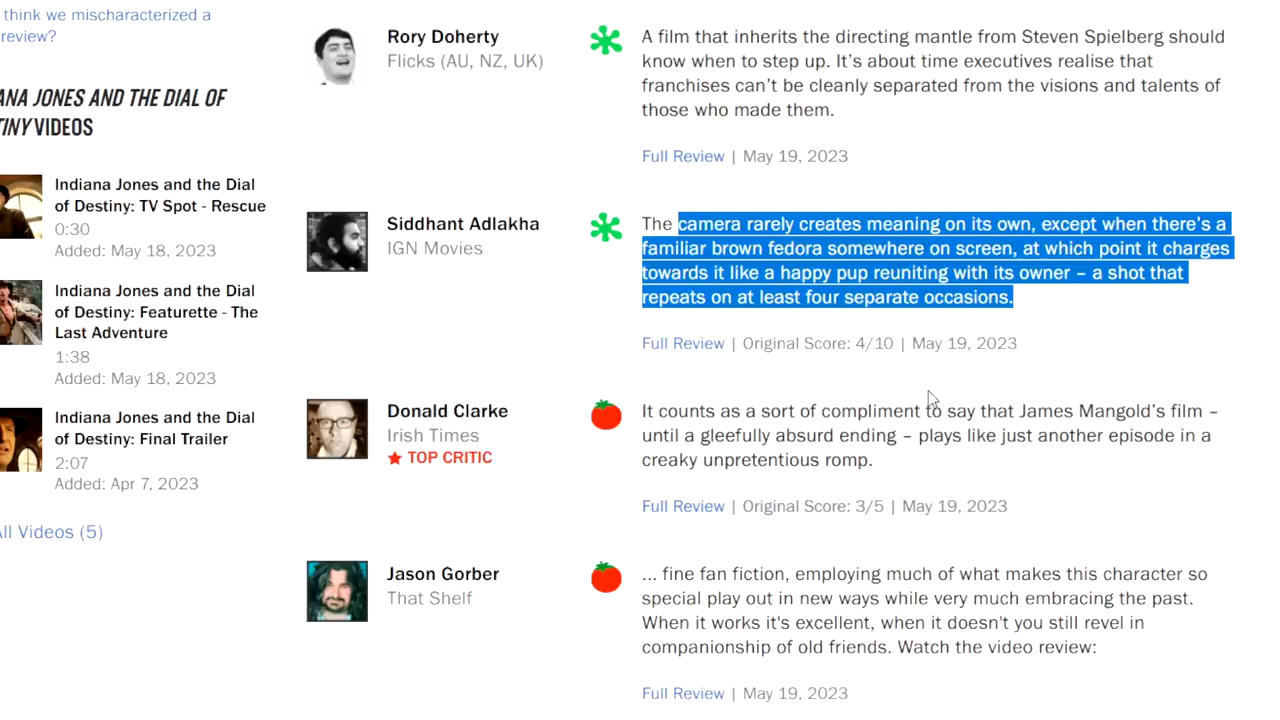 think we mischaracterized a
review?
ANA JONES AND THE DIAL OF
TINY VIDEOS
Indiana Jones and the Dial
of Destiny: TV Spot - Rescue
0:30
Added: May 18, 2023
Indiana Jones and the Dial
of Destiny: Featurette - The
Last Adventure
1:38
Added: May 18, 2023
Indiana Jones and the Dial
of Destiny: Final Trailer
2:07
Added: Apr 7, 2023
All Videos (5)
Rory Doherty
Flicks (AU, NZ, UK)
A film that inherits the directing mantle from Steven Spielberg should
know when to step up. It’s about time executives realise that
franchises can’t be cleanly separated from the visions and talents of
those who made them.
Full Review | May 19, 2023
Siddhant Adlakha
IGN Movies
The camera rarely creates meaning on its own, except when there's a
familiar brown fedora somewhere on screen, at which point it charges
towards it like a happy pup reuniting with its owner – a shot that
repeats on at least four separate occasions.
Full Review | Original Score: 4/10 | May 19, 2023
Donald Clarke
Irish Times
TOP CRITIC
It counts as a sort of compliment to say that James Mangold’s film –
until a gleefully absurd ending – plays like just another episode in a
creaky unpretentious romp.
Full Review | Original Score: 3/5 | May 19, 2023
Jason Gorber
That Shelf
... fine fan fiction, employing much of what makes this character so
special play out in new ways while very much embracing the past.
When it works it's excellent, when it doesn't you still revel in
companionship of old friends. Watch the video review:
Full Review | May 19, 2023